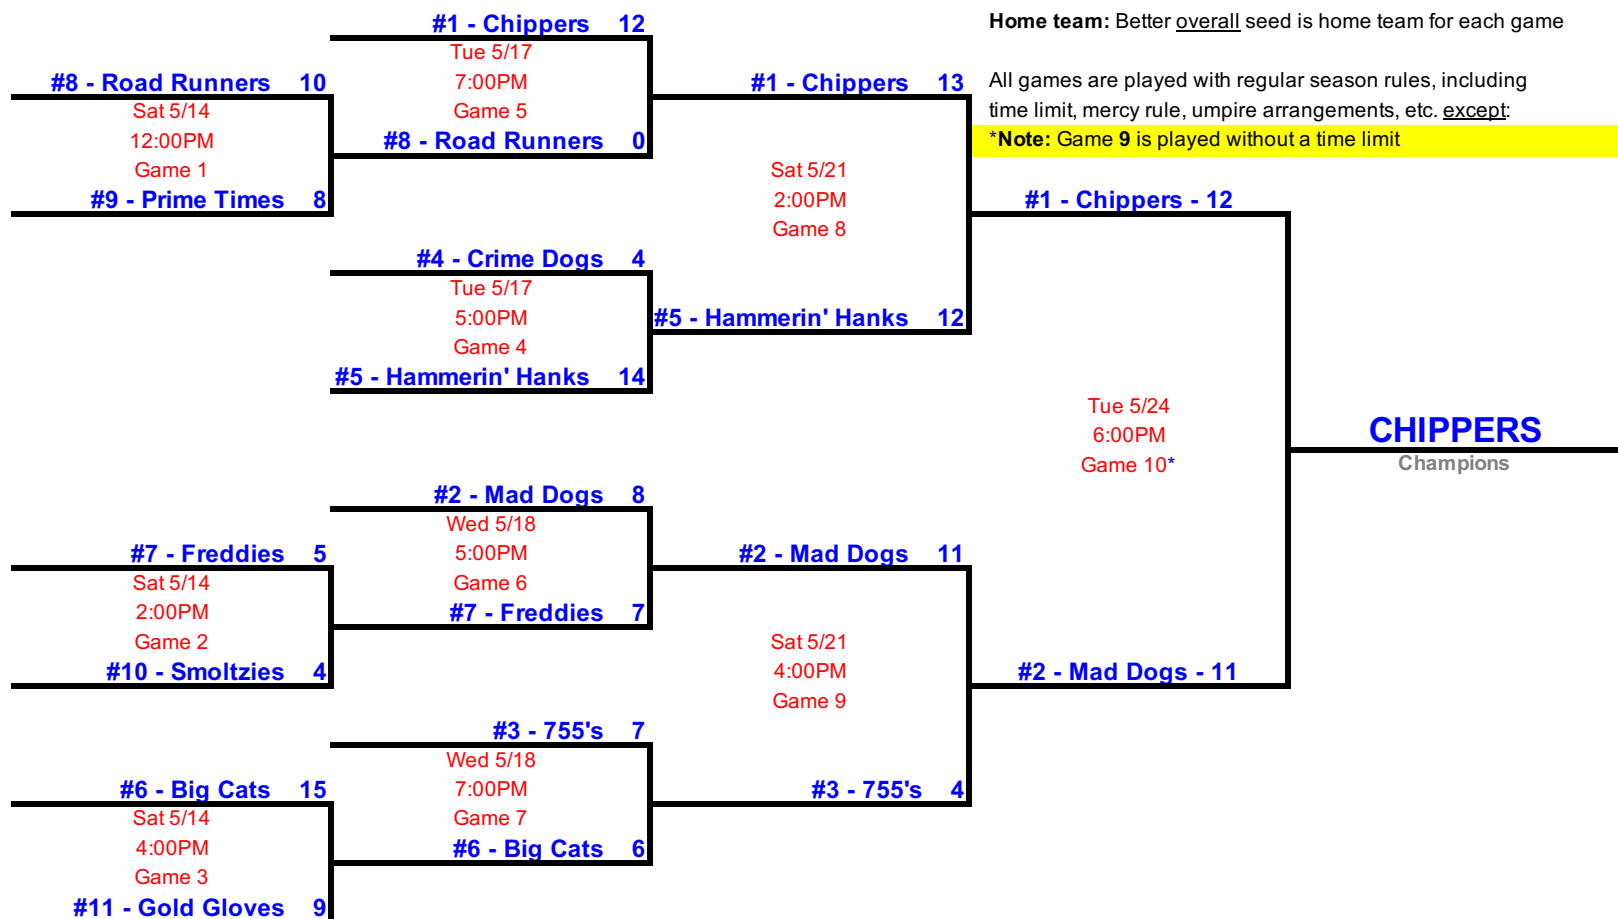 #1 - Chippers 12
Home team: Better overall seed is home team for each game
Tue 5/17
#8 - Road Runners 10
7:00PM
#1 - Chippers 13
All games are played with regular season rules, including
Sat 5/14
Game 5
time limit, mercy rule, umpire arrangements, etc. except:
12:00PM
#8 - Road Runners 0
*Note: Game 9 is played without a time limit
Game 1
Sat 5/21
#9 - Prime Times 8
2:00PM
#1 - Chippers - 12
Game 8
#4 - Crime Dogs 4
Tue 5/17
5:00PM
#5 - Hammerin' Hanks 12
Game 4
#5 - Hammerin' Hanks 14
Tue 5/24
6:00PM
CHIPPERS
Game 10*
Champions
#2 - Mad Dogs 8
Wed 5/18
#7 - Freddies 5
5:00PM
#2 - Mad Dogs 11
Sat 5/14
Game 6
2:00PM
#7 - Freddies 7
Game 2
Sat 5/21
#10 - Smoltzies 4
4:00PM
#2 - Mad Dogs - 11
Game 9
#3 - 755's 7
Wed 5/18
#6 - Big Cats 15
7:00PM
#3 - 755's 4
Sat 5/14
Game 7
4:00PM
#6 - Big Cats 6
Game 3
#11 - Gold Gloves 9